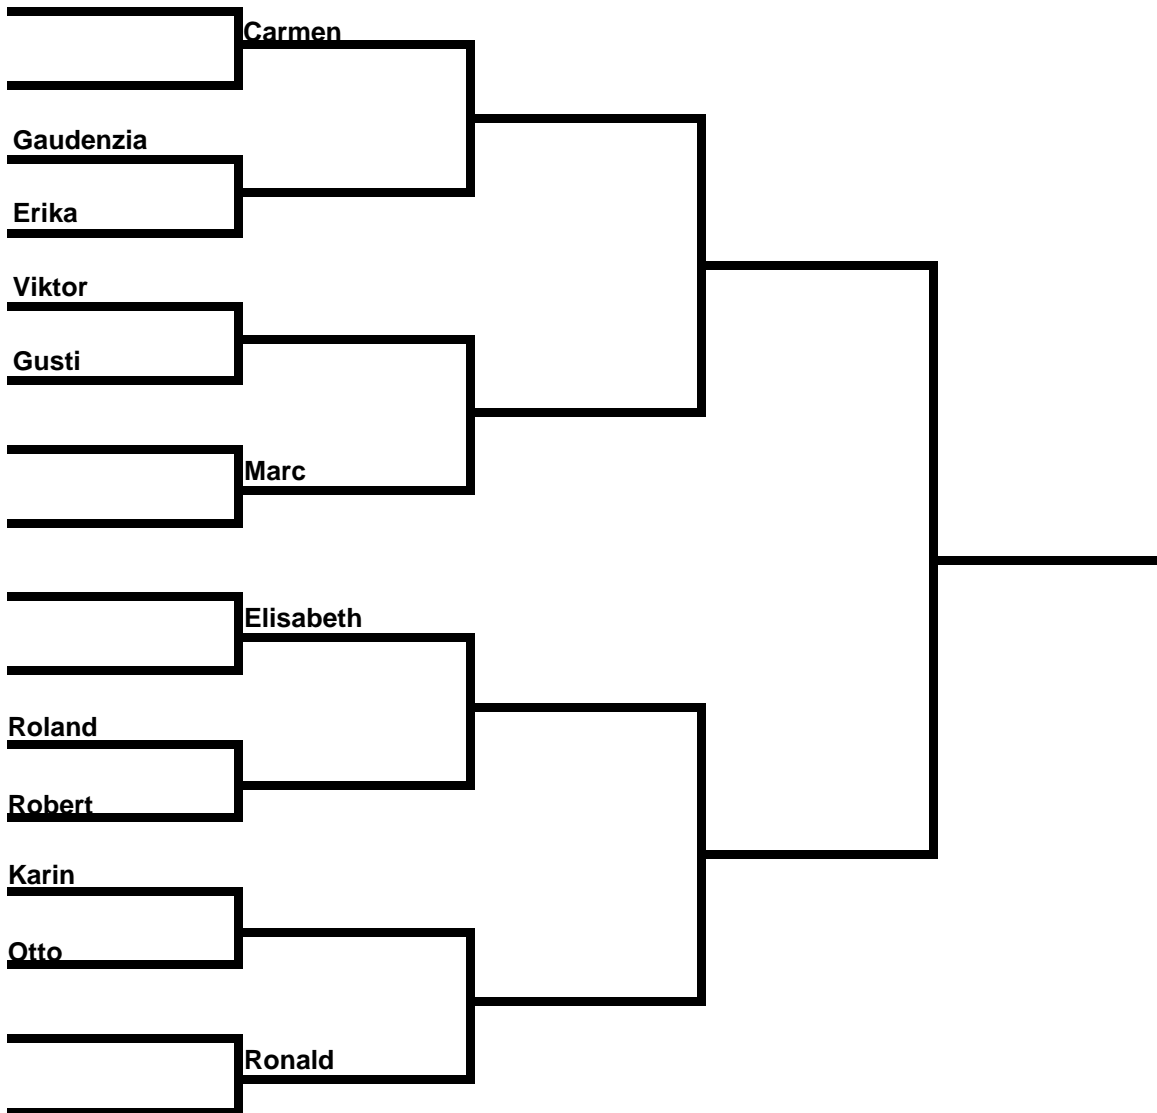 Carmen
Gaudenzia
Erika
Viktor
Gusti
Marc
Elisabeth
Roland
Robert
Karin
Otto
Ronald